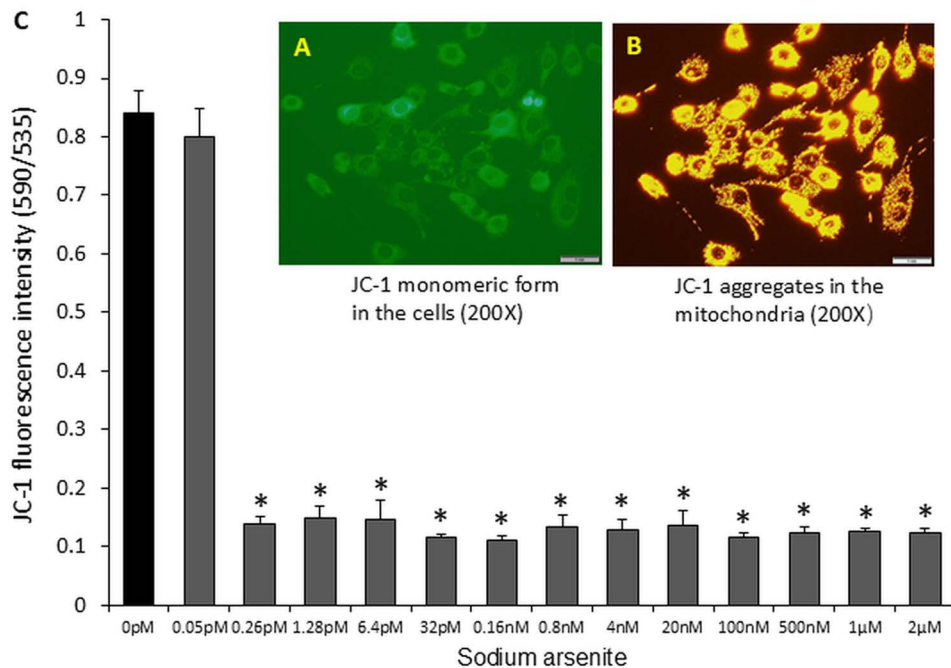 C
A
B
JC-1 monomeric form
in the cells (200X)
JC-1 aggregates in the
mitochondria (200X)
JC-1 fluorescence intensity (590/535)
1
0.9
0.8
0.7
0.6
0.5
0.4
0.3
0.2
0.1
0
* * * * * * * * * * * *
0pM 0.05pM 0.26pM 1.28pM 6.4pM 32pM 0.16nM 0.8nM 4nM 20nM 100nM 500nM 1µM 2µM
Sodium arsenite